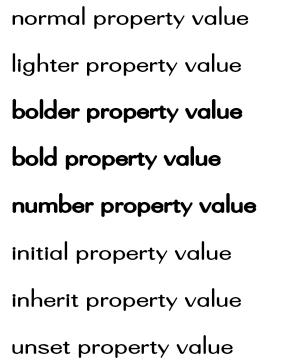 normal property value
lighter property value
bolder property value
bold property value
number property value
initial property value
inherit property value
unset property value